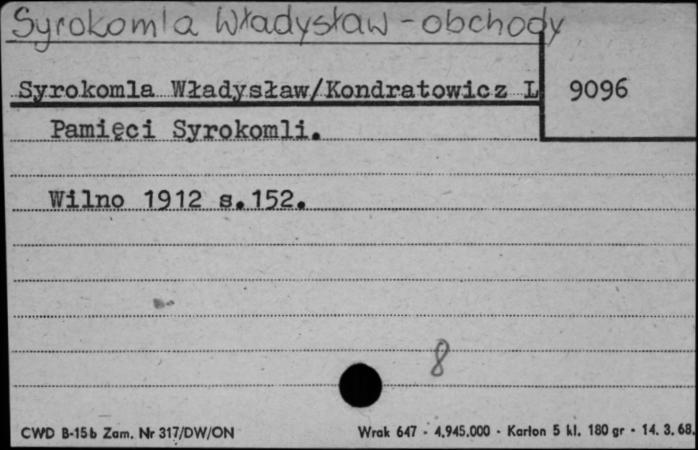 Syrokomla Władysław - obchody
Syrokomla Władysław/Kondratowicz L
9096
Pamięci Syrokomli.
Wilno 1912 s.152.
8
CWD B-15b Zam. Nr 317/DW/ON
Wrak 647 - 4.945.000 - Karton 5 kl. 180 gr - 14. 3. 68.